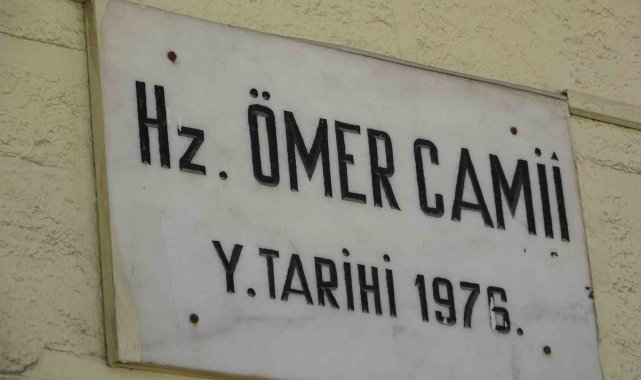 Hz. ÖMER CAMİÎ
Y.TARİHİ 1976.